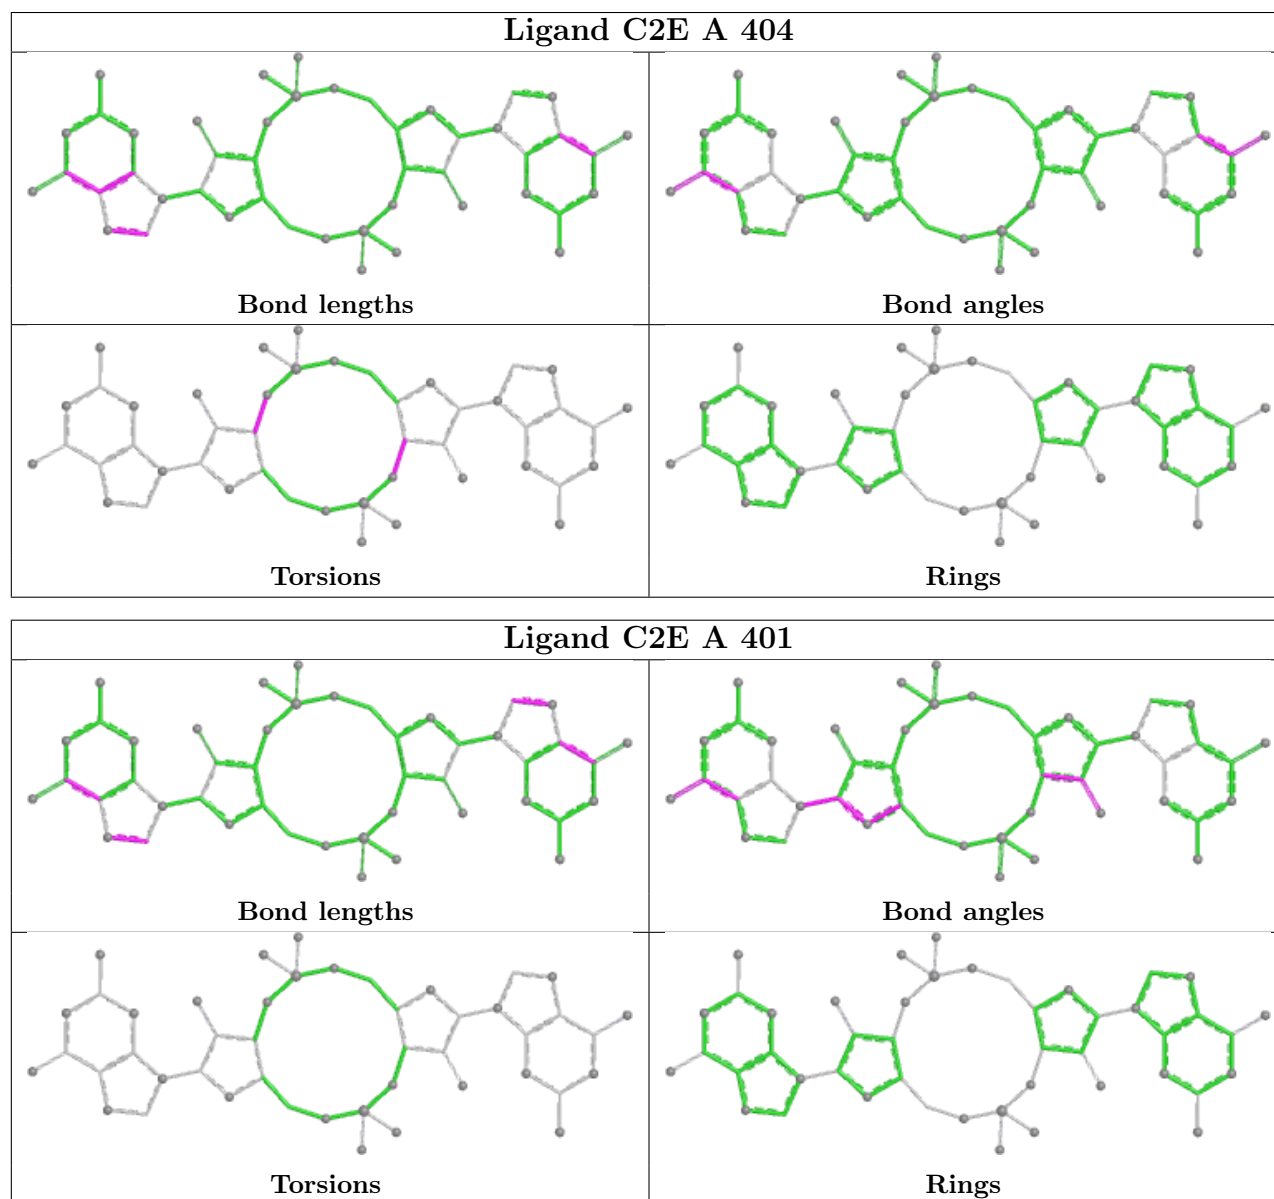 Ligand C2E A 404
Bond lengths
Bond angles
Torsions
Rings
Ligand C2E A 401
Bond lengths
Bond angles
Torsions
Rings